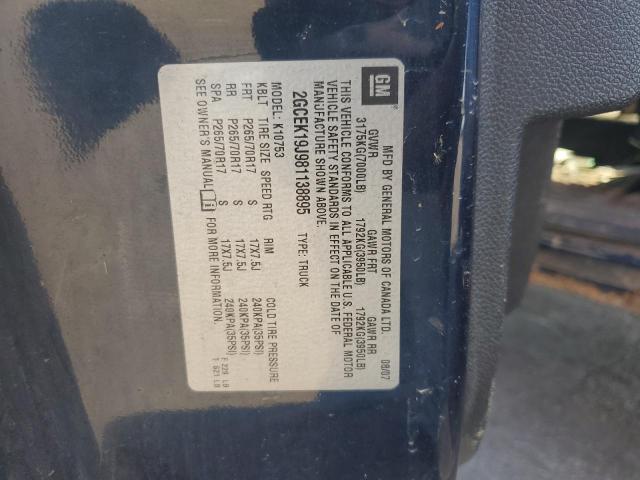 GM
MFD BY GENERAL MOTORS OF CANADA LTD. 08/07
GVWR GAWR FRT GAWR RR
3175KG(7000LB) 1792KG(3950LB) 1792KG(3950LB)
THIS VEHICLE CONFORMS TO ALL APPLICABLE U.S. FEDERAL MOTOR
VEHICLE SAFETY STANDARDS IN EFFECT ON THE DATE OF
MANUFACTURE SHOWN ABOVE.
2GCEK19J981138895 TYPE: TRUCK
MODEL: K10753
KBLT TIRE SIZE SPEED RTG RIM COLD TIRE PRESSURE
FRT P265/70R17 S 17X7.5J 240KPA(35PSI)
RR P265/70R17 S 17X7.5J 240KPA(35PSI)
SPA P265/70R17 S 17X7.5J 240KPA(35PSI)
SEE OWNER'S MANUAL FOR MORE INFORMATION.
F 229 LB
T 621 LB